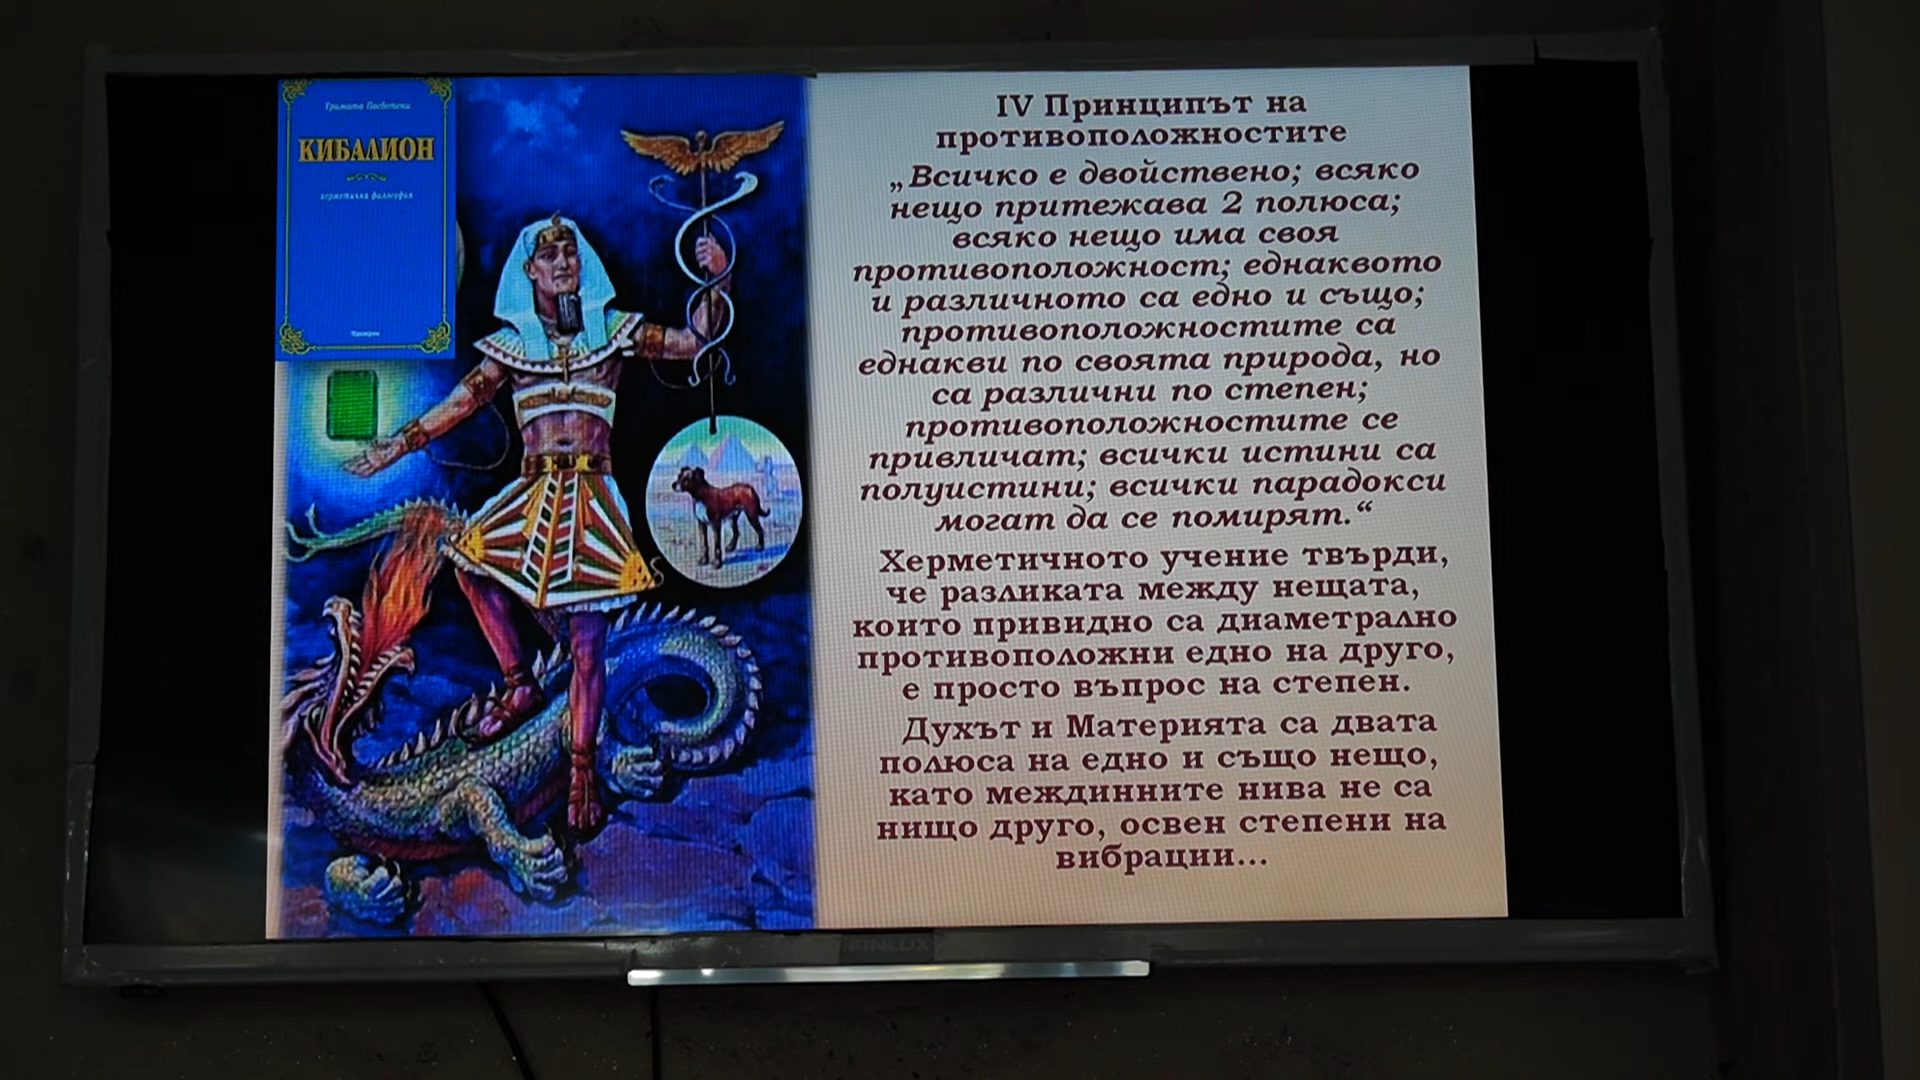 Тримата Посветени
КИБАЛИОН
херметичка философия
IV Принципът на
противоположностите
„Всичко е двойствено; всяко
нещо притежава 2 полюса;
всяко нещо има своя
противоположност; еднаквото
и различното са едно и също;
противоположностите са
еднакви по своята природа, но
са различни по степен;
противоположностите се
привличат; всички истини са
полуистини; всички парадокси
могат да се помирят.“
Херметичното учение твърди,
че разликата между нещата,
които привидно са диаметрално
противоположни едно на друго,
е просто въпрос на степен.
Духът и Материята са двата
полюса на едно и също нещо,
като междинните нива не са
нищо друго, освен степени на
вибрации...
FINLUX